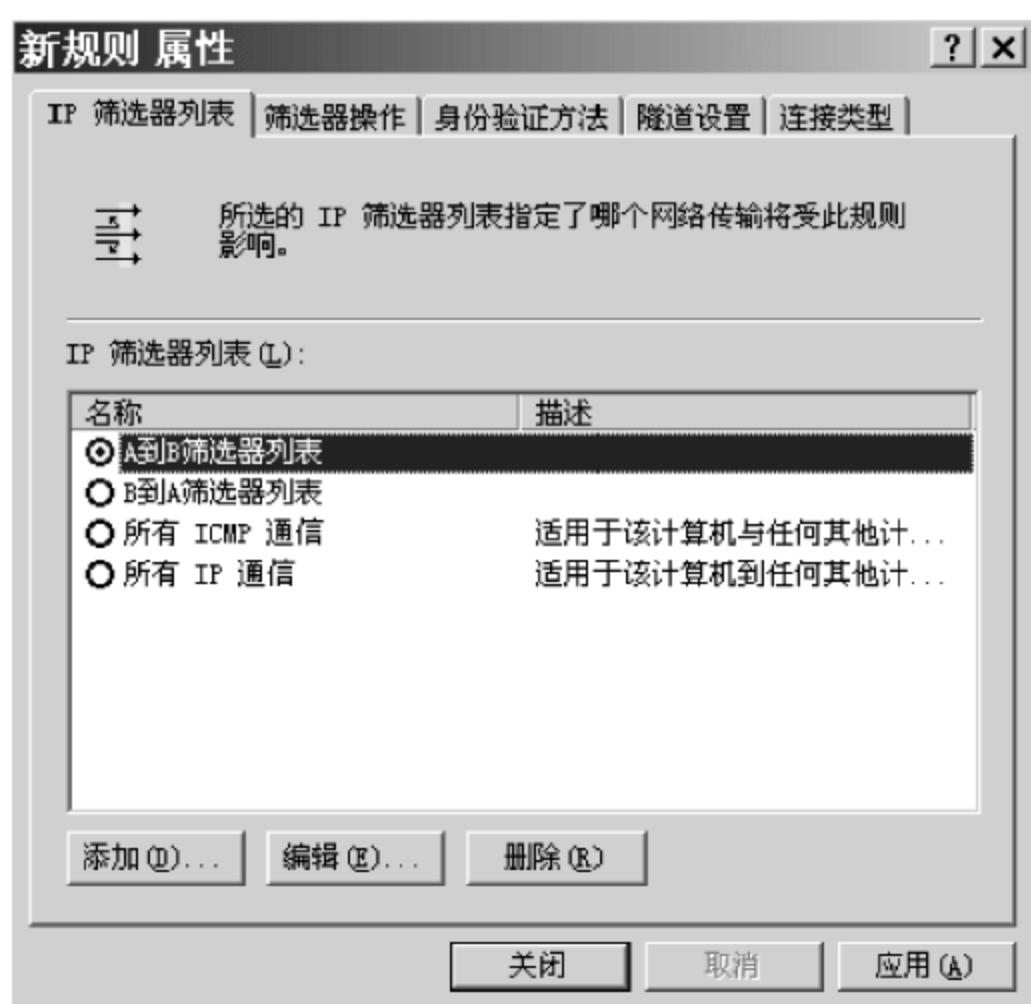 新规则 属性
IP 筛选器列表 筛选器操作 身份验证方法 隧道设置 连接类型
所选的 IP 筛选器列表指定了哪个网络传输将受此规则
影响。
IP 筛选器列表(L):
名称 描述
A到B筛选器列表
B到A筛选器列表
所有 ICMP 通信 适用于该计算机与任何其他计...
所有 IP 通信 适用于该计算机到任何其他计...
添加(D)... 编辑(E)... 删除(R)
关闭 取消 应用(A)